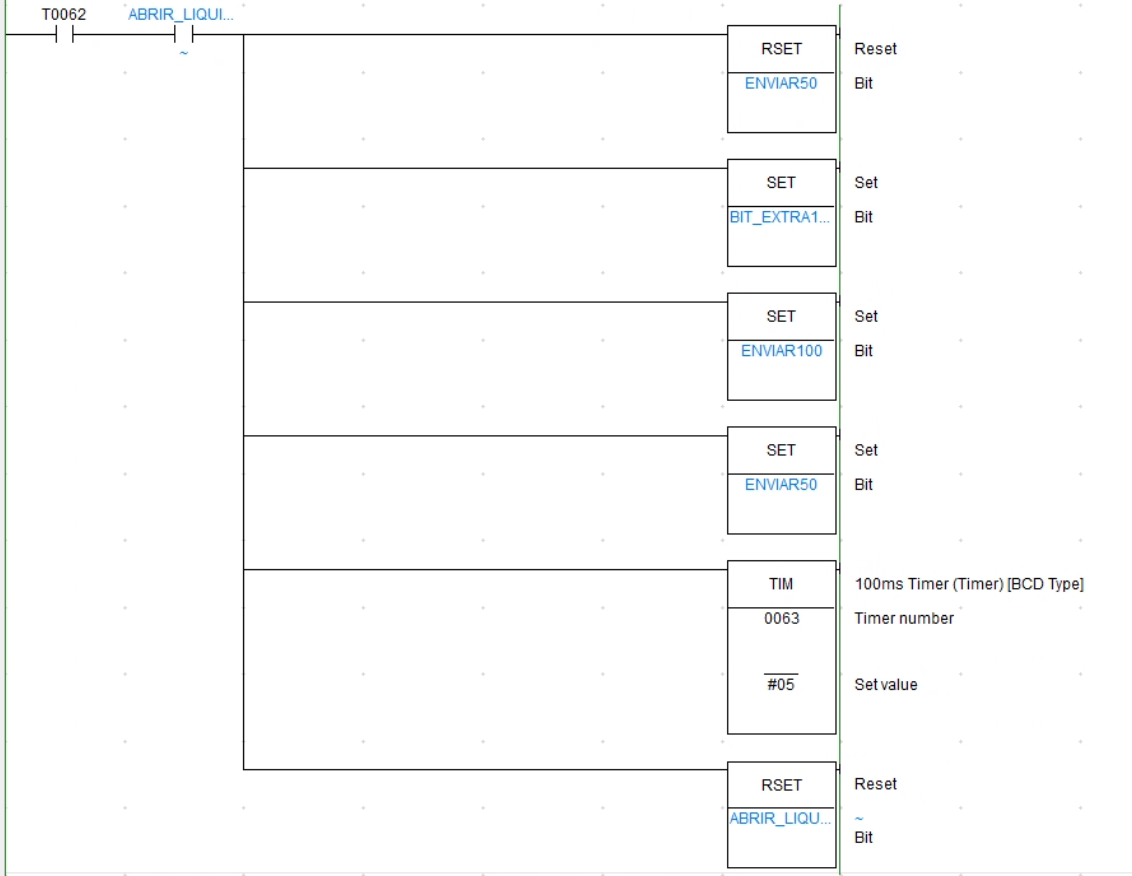 T0062 ABRIR_LIQUI...
~
RSET Reset
ENVIAR50 Bit
SET Set
BIT_EXTRA1... Bit
SET Set
ENVIAR100 Bit
SET Set
ENVIAR50 Bit
TIM 100ms Timer (Timer) [BCD Type]
0063 Timer number
#05 Set value
RSET Reset
ABRIR_LIQU... ~
Bit